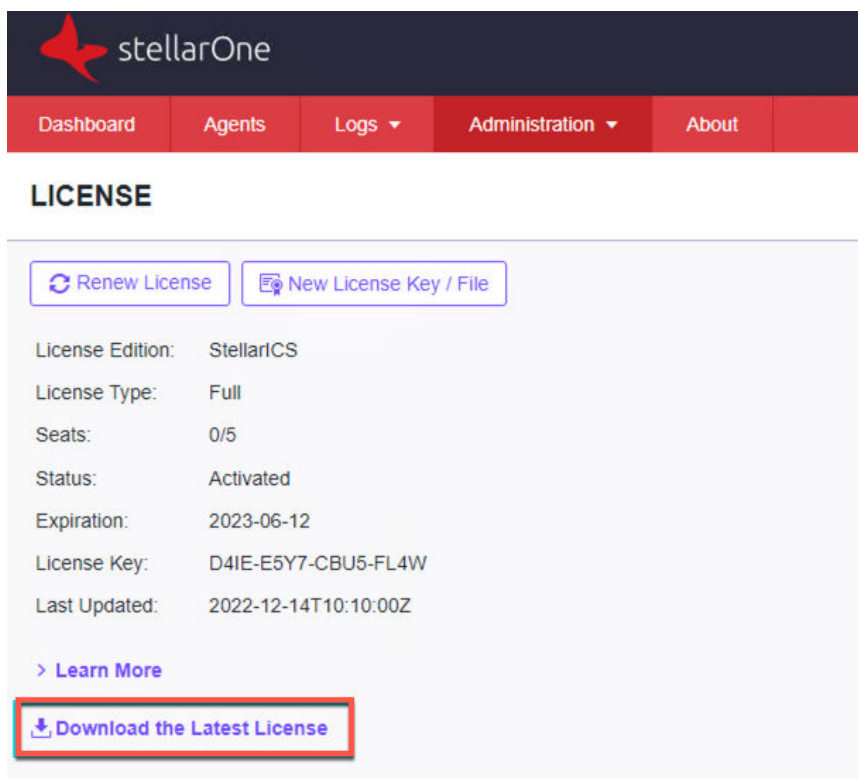 stellarOne
Dashboard Agents Logs Administration About
LICENSE
Renew License New License Key / File
License Edition: StellarICS
License Type: Full
Seats: 0/5
Status: Activated
Expiration: 2023-06-12
License Key: D4IE-E5Y7-CBU5-FL4W
Last Updated: 2022-12-14T10:10:00Z
> Learn More
Download the Latest License